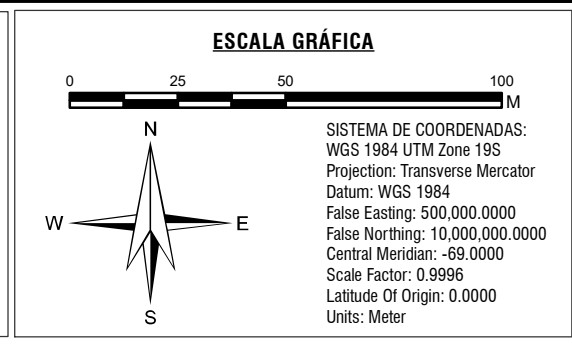 ESCALA GRÁFICA
0 25 50 100
M
N
W E
S
SISTEMA DE COORDENADAS:
WGS 1984 UTM Zone 19S
Projection: Transverse Mercator
Datum: WGS 1984
False Easting: 500,000.0000
False Northing: 10,000,000.0000
Central Meridian: -69.0000
Scale Factor: 0.9996
Latitude Of Origin: 0.0000
Units: Meter